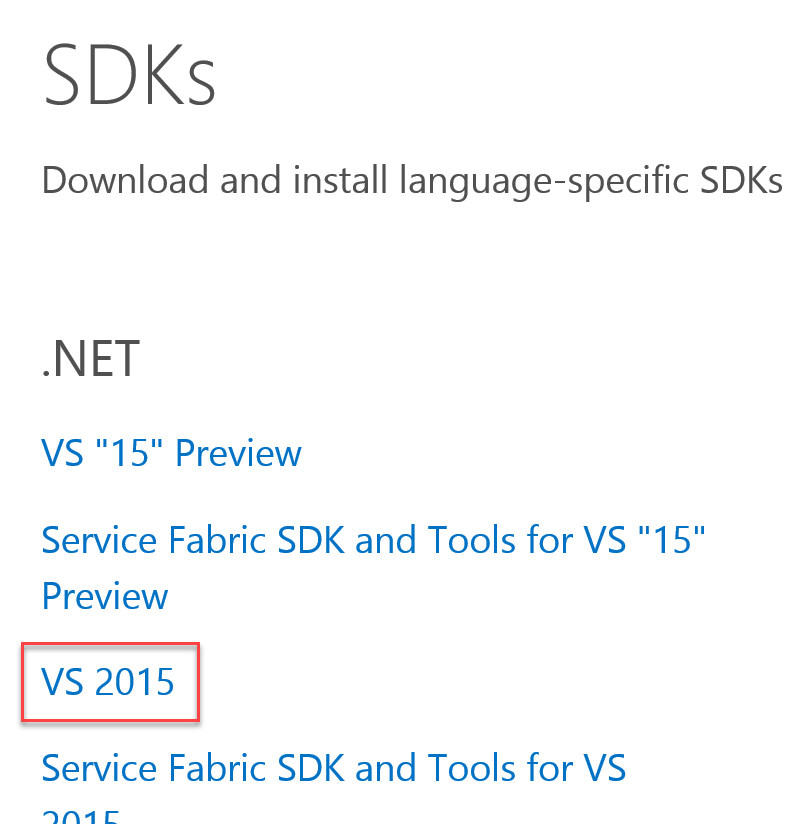 SDKs
Download and install language-specific SDKs
.NET
VS "15" Preview
Service Fabric SDK and Tools for VS "15"
Preview
VS 2015
Service Fabric SDK and Tools for VS
2015